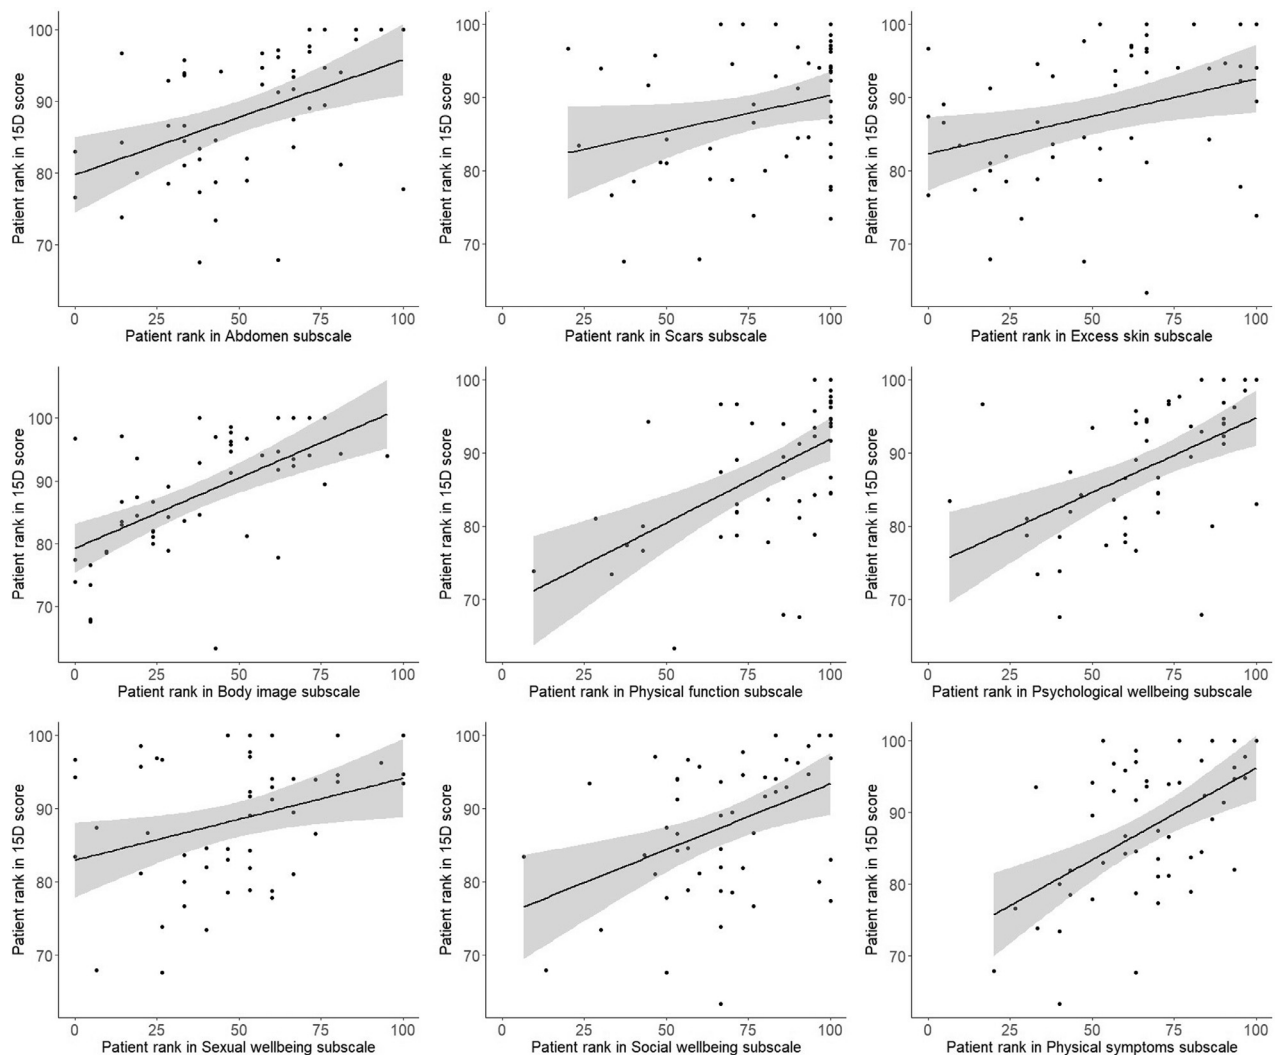 Patient rank in 15D score
100
90
80
70
0 25 50 75 100
Patient rank in Abdomen subscale
Patient rank in 15D score
100
90
80
70
0 25 50 75 100
Patient rank in Scars subscale
Patient rank in 15D score
100
90
80
70
0 25 50 75 100
Patient rank in Excess skin subscale
Patient rank in 15D score
100
90
80
70
0 25 50 75 100
Patient rank in Body image subscale
Patient rank in 15D score
100
90
80
70
0 25 50 75 100
Patient rank in Physical function subscale
Patient rank in 15D score
100
90
80
70
0 25 50 75 100
Patient rank in Psychological wellbeing subscale
Patient rank in 15D score
100
90
80
70
0 25 50 75 100
Patient rank in Sexual wellbeing subscale
Patient rank in 15D score
100
90
80
70
0 25 50 75 100
Patient rank in Social wellbeing subscale
Patient rank in 15D score
100
90
80
70
0 25 50 75 100
Patient rank in Physical symptoms subscale